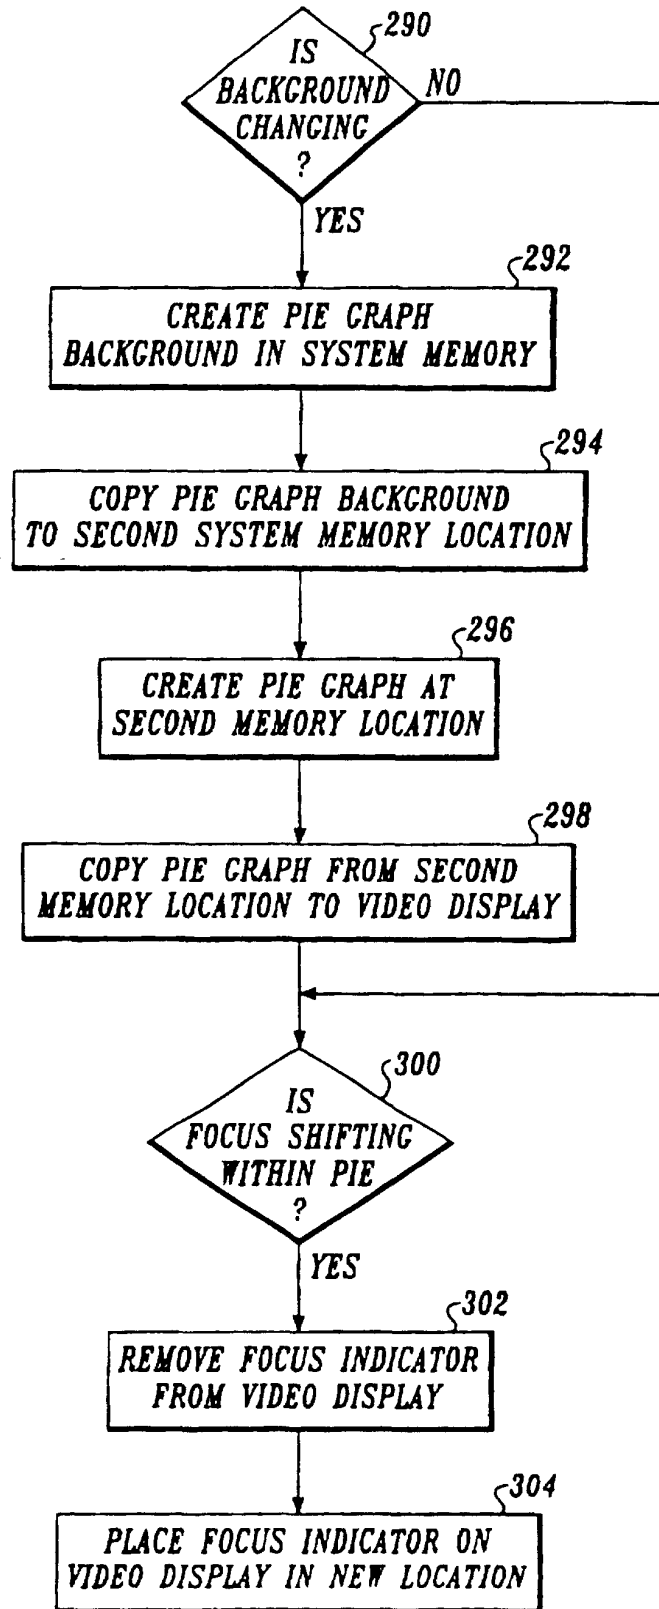 290
IS
BACKGROUND
CHANGING
?
NO
YES
292
CREATE PIE GRAPH
BACKGROUND IN SYSTEM MEMORY
294
COPY PIE GRAPH BACKGROUND
TO SECOND SYSTEM MEMORY LOCATION
296
CREATE PIE GRAPH AT
SECOND MEMORY LOCATION
298
COPY PIE GRAPH FROM SECOND
MEMORY LOCATION TO VIDEO DISPLAY
300
IS
FOCUS SHIFTING
WITHIN PIE
?
YES
302
REMOVE FOCUS INDICATOR
FROM VIDEO DISPLAY
304
PLACE FOCUS INDICATOR ON
VIDEO DISPLAY IN NEW LOCATION